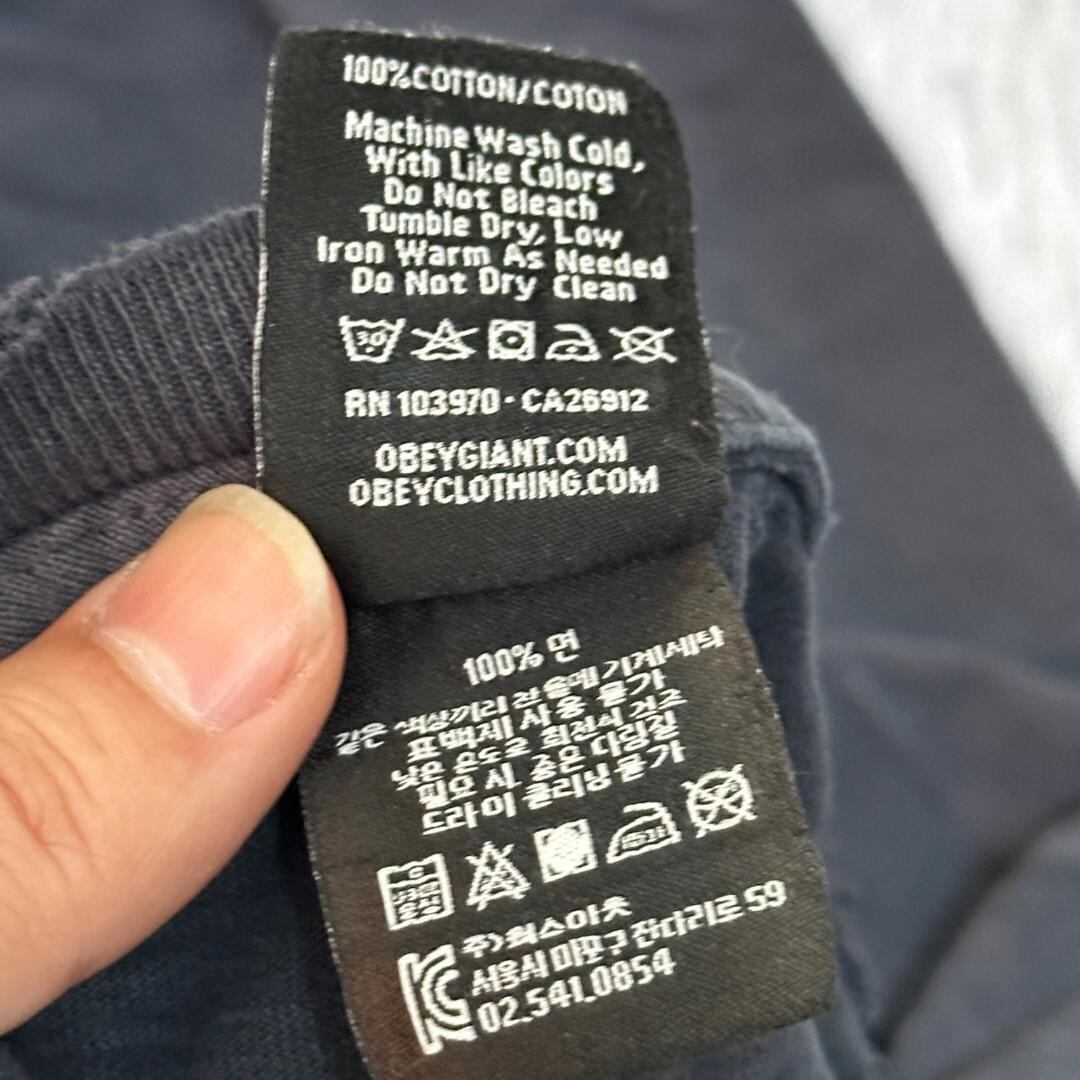 100%COTTON/COTON
Machine Wash Cold,
With Like Colors
Do Not Bleach
Tumble Dry, Low
Iron Warm As Needed
Do Not Dry Clean
30
RN 103970 · CA26912
OBEYGIANT.COM
OBEYCLOTHING.COM
100% 면
같은 색상끼리 찬물에 기계세탁
표백제 사용 불가
낮은 온도로 회전식 건조
필요 시, 중온 다림질
드라이 클리닝 불가
서울시 마포구 잔다리로 59
02.541.0854